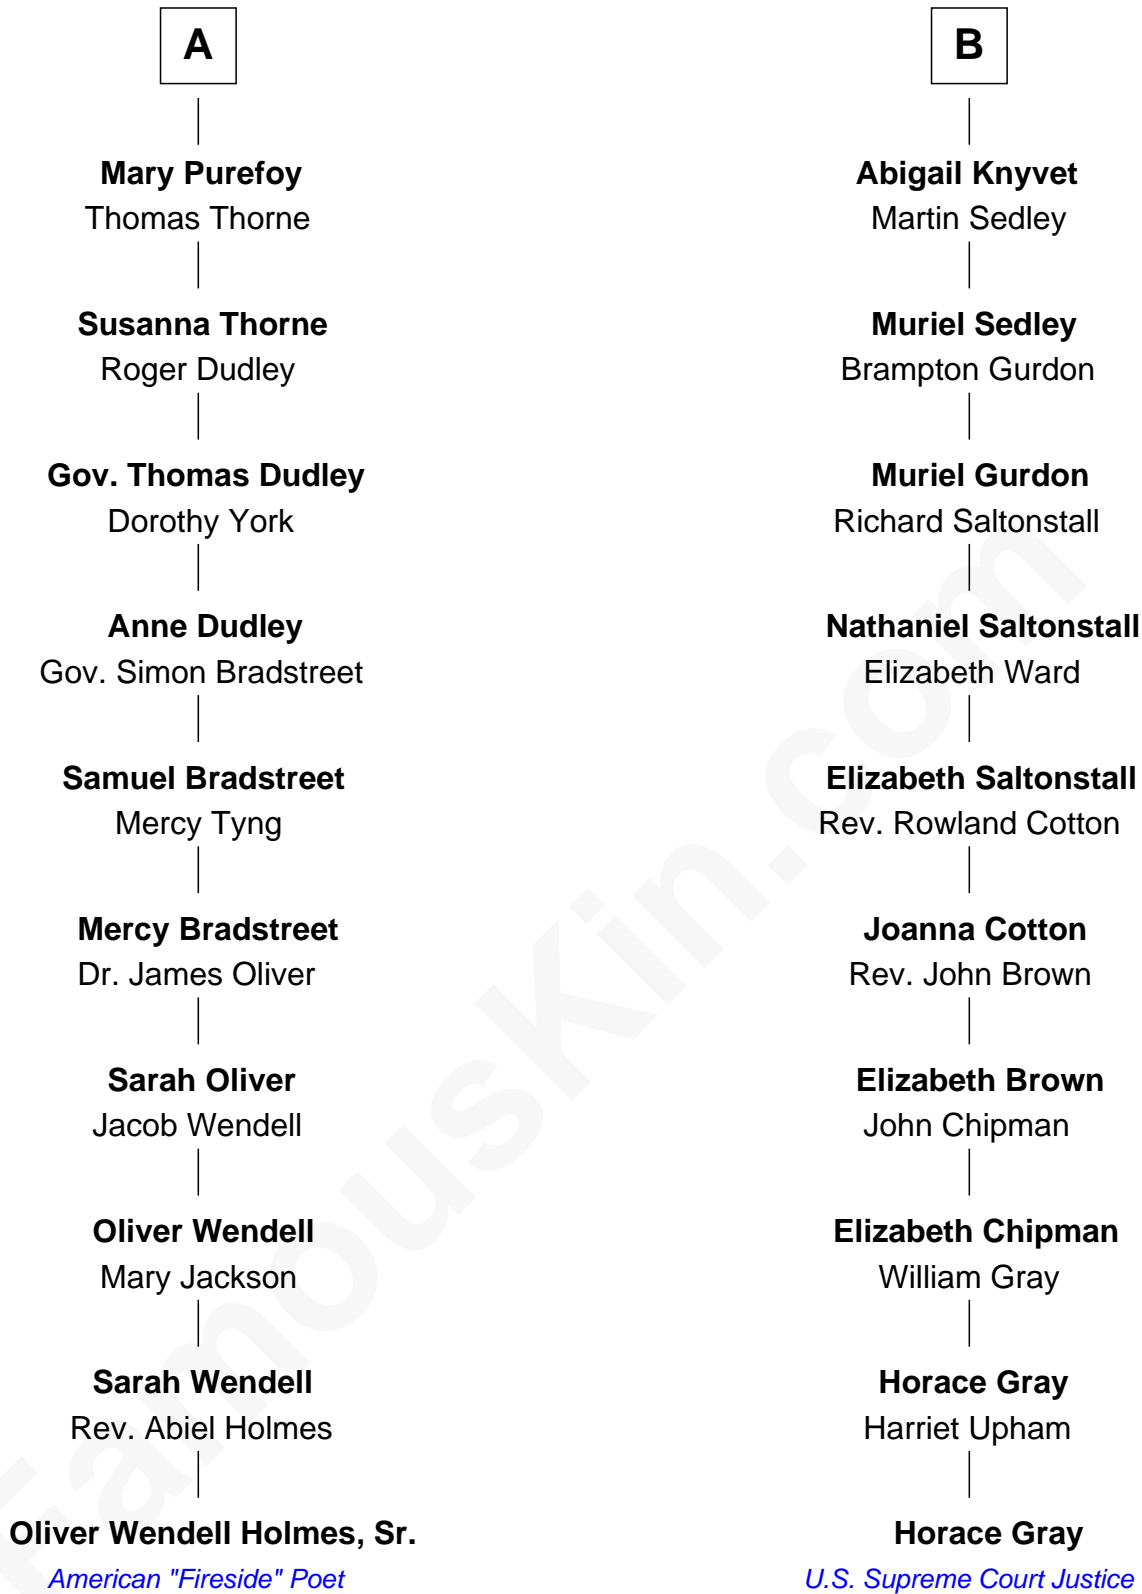 A
Mary Purefoy
Thomas Thorne
Susanna Thorne
Roger Dudley
Gov. Thomas Dudley
Dorothy York
Anne Dudley
Gov. Simon Bradstreet
Samuel Bradstreet
Mercy Tyng
Mercy Bradstreet
Dr. James Oliver
Sarah Oliver
Jacob Wendell
Oliver Wendell
Mary Jackson
Sarah Wendell
Rev. Abiel Holmes
Oliver Wendell Holmes, Sr.
American "Fireside" Poet
B
Abigail Knyvet
Martin Sedley
Muriel Sedley
Brampton Gurdon
Muriel Gurdon
Richard Saltonstall
Nathaniel Saltonstall
Elizabeth Ward
Elizabeth Saltonstall
Rev. Rowland Cotton
Joanna Cotton
Rev. John Brown
Elizabeth Brown
John Chipman
Elizabeth Chipman
William Gray
Horace Gray
Harriet Upham
Horace Gray
U.S. Supreme Court Justice
FamousKin.com